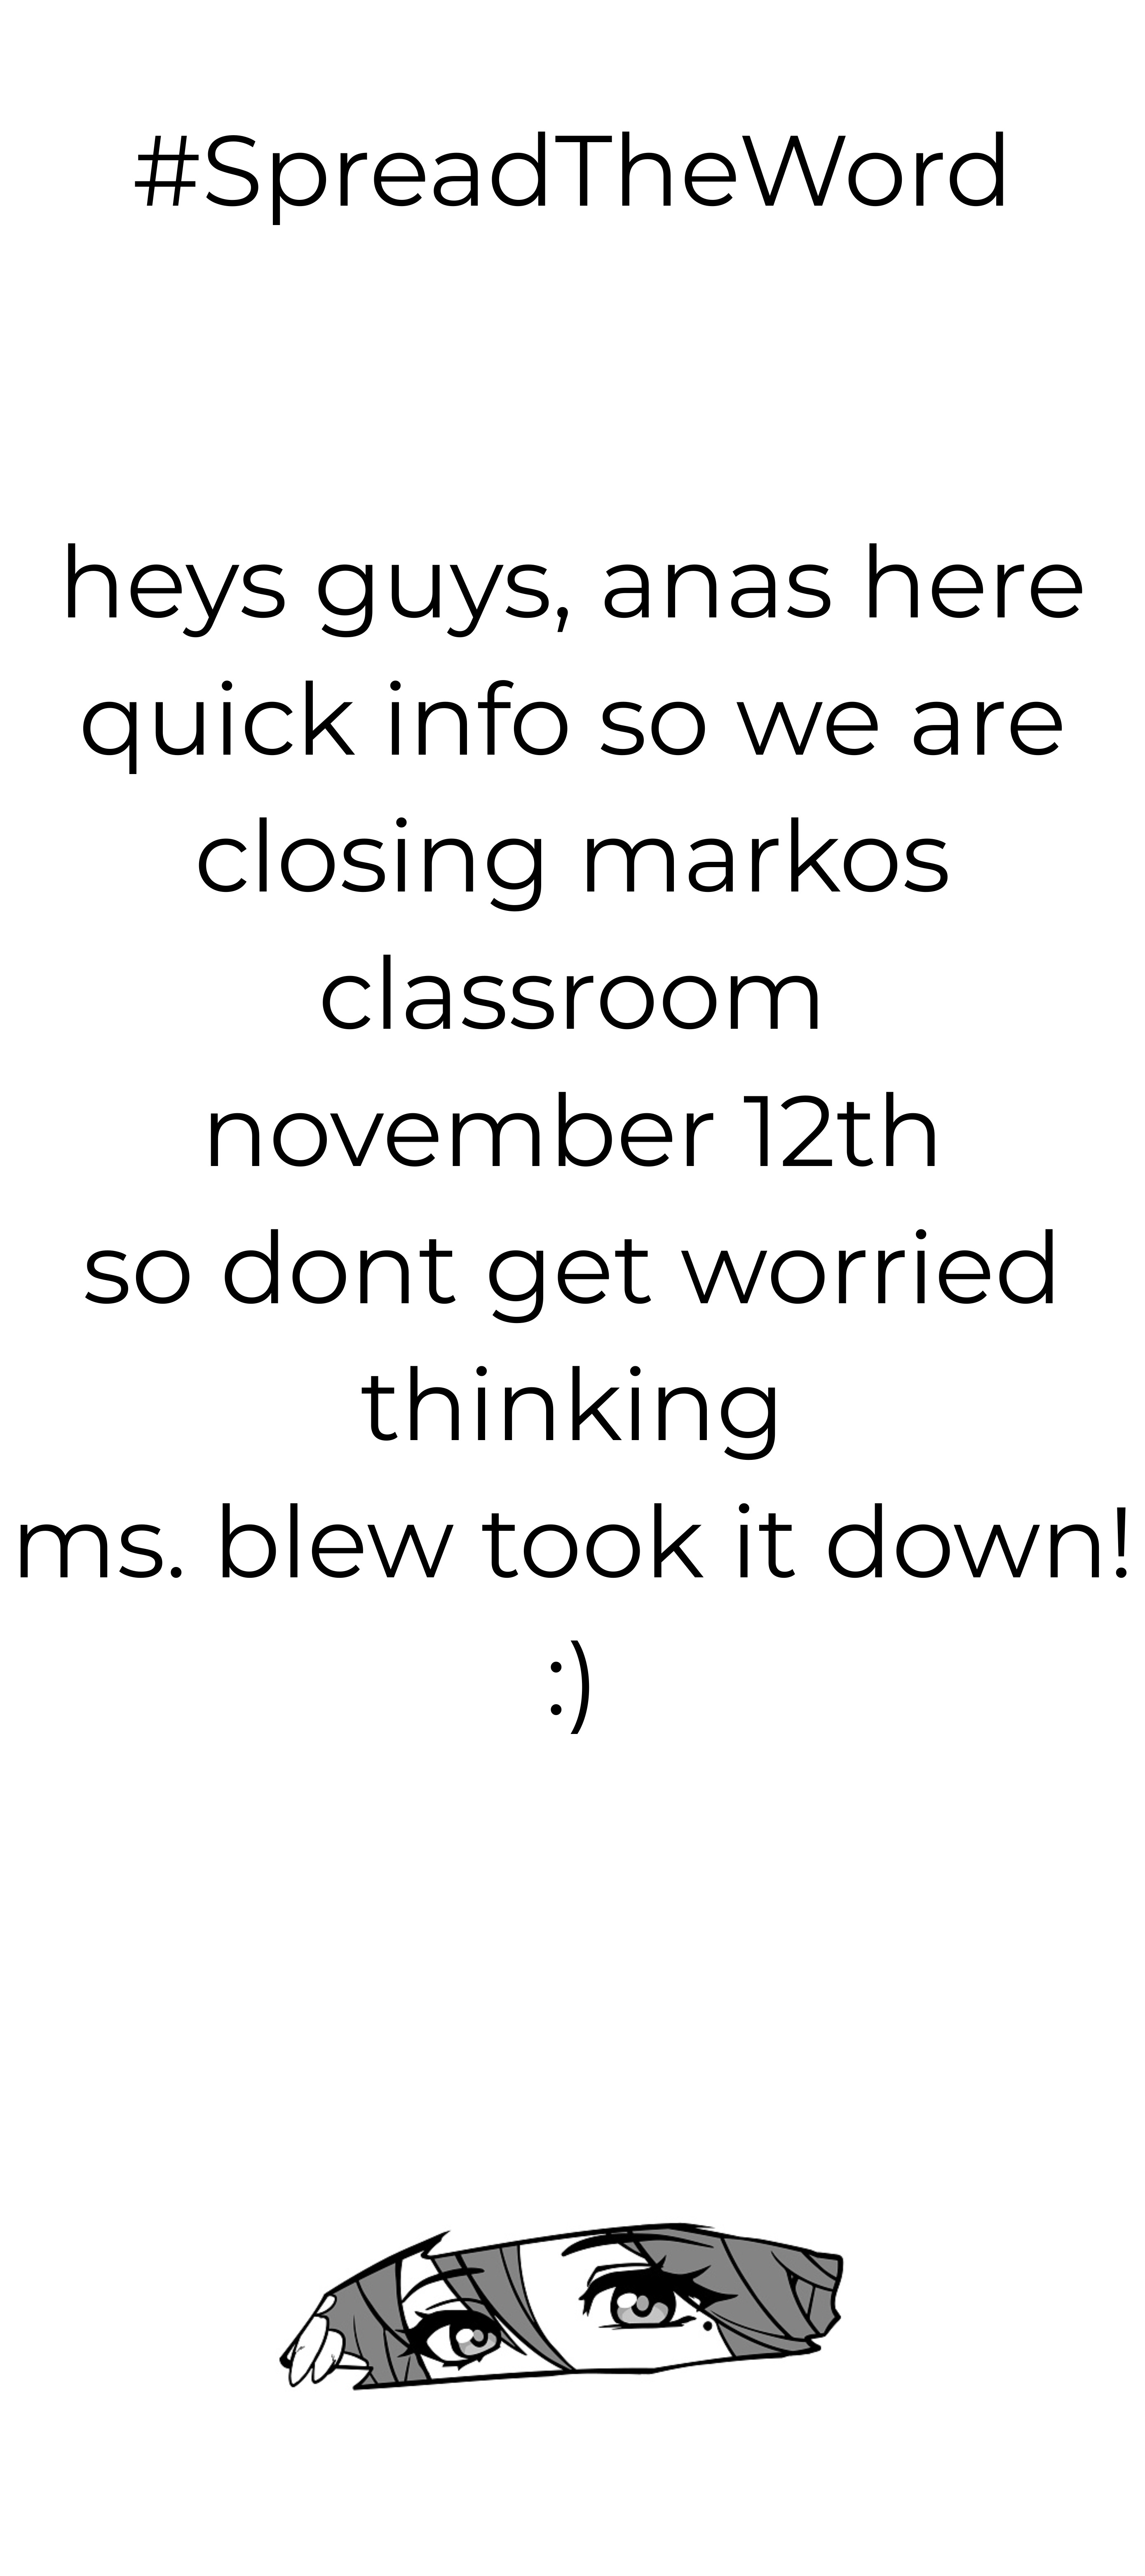 #SpreadTheWord
heys guys, anas here
quick info so we are
closing markos
classroom
november 12th
so dont get worried
thinking
ms. blew took it down!
:)